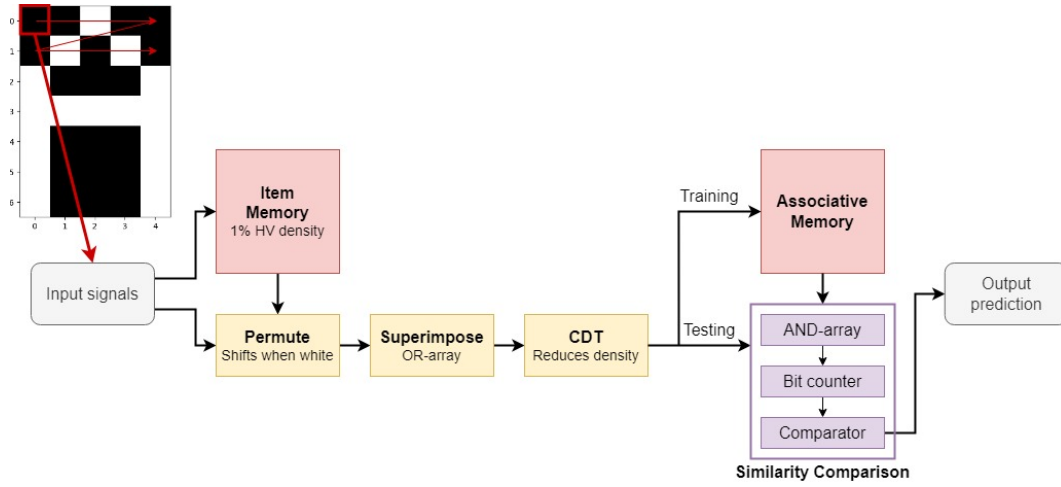 0
1
2
3
4
5
6
0 1 2 3 4
Input signals
Item
Memory
1% HV density
Permute
Shifts when white
Superimpose
OR-array
CDT
Reduces density
Training
Testing
Associative
Memory
AND-array
Bit counter
Comparator
Similarity Comparison
Output
prediction